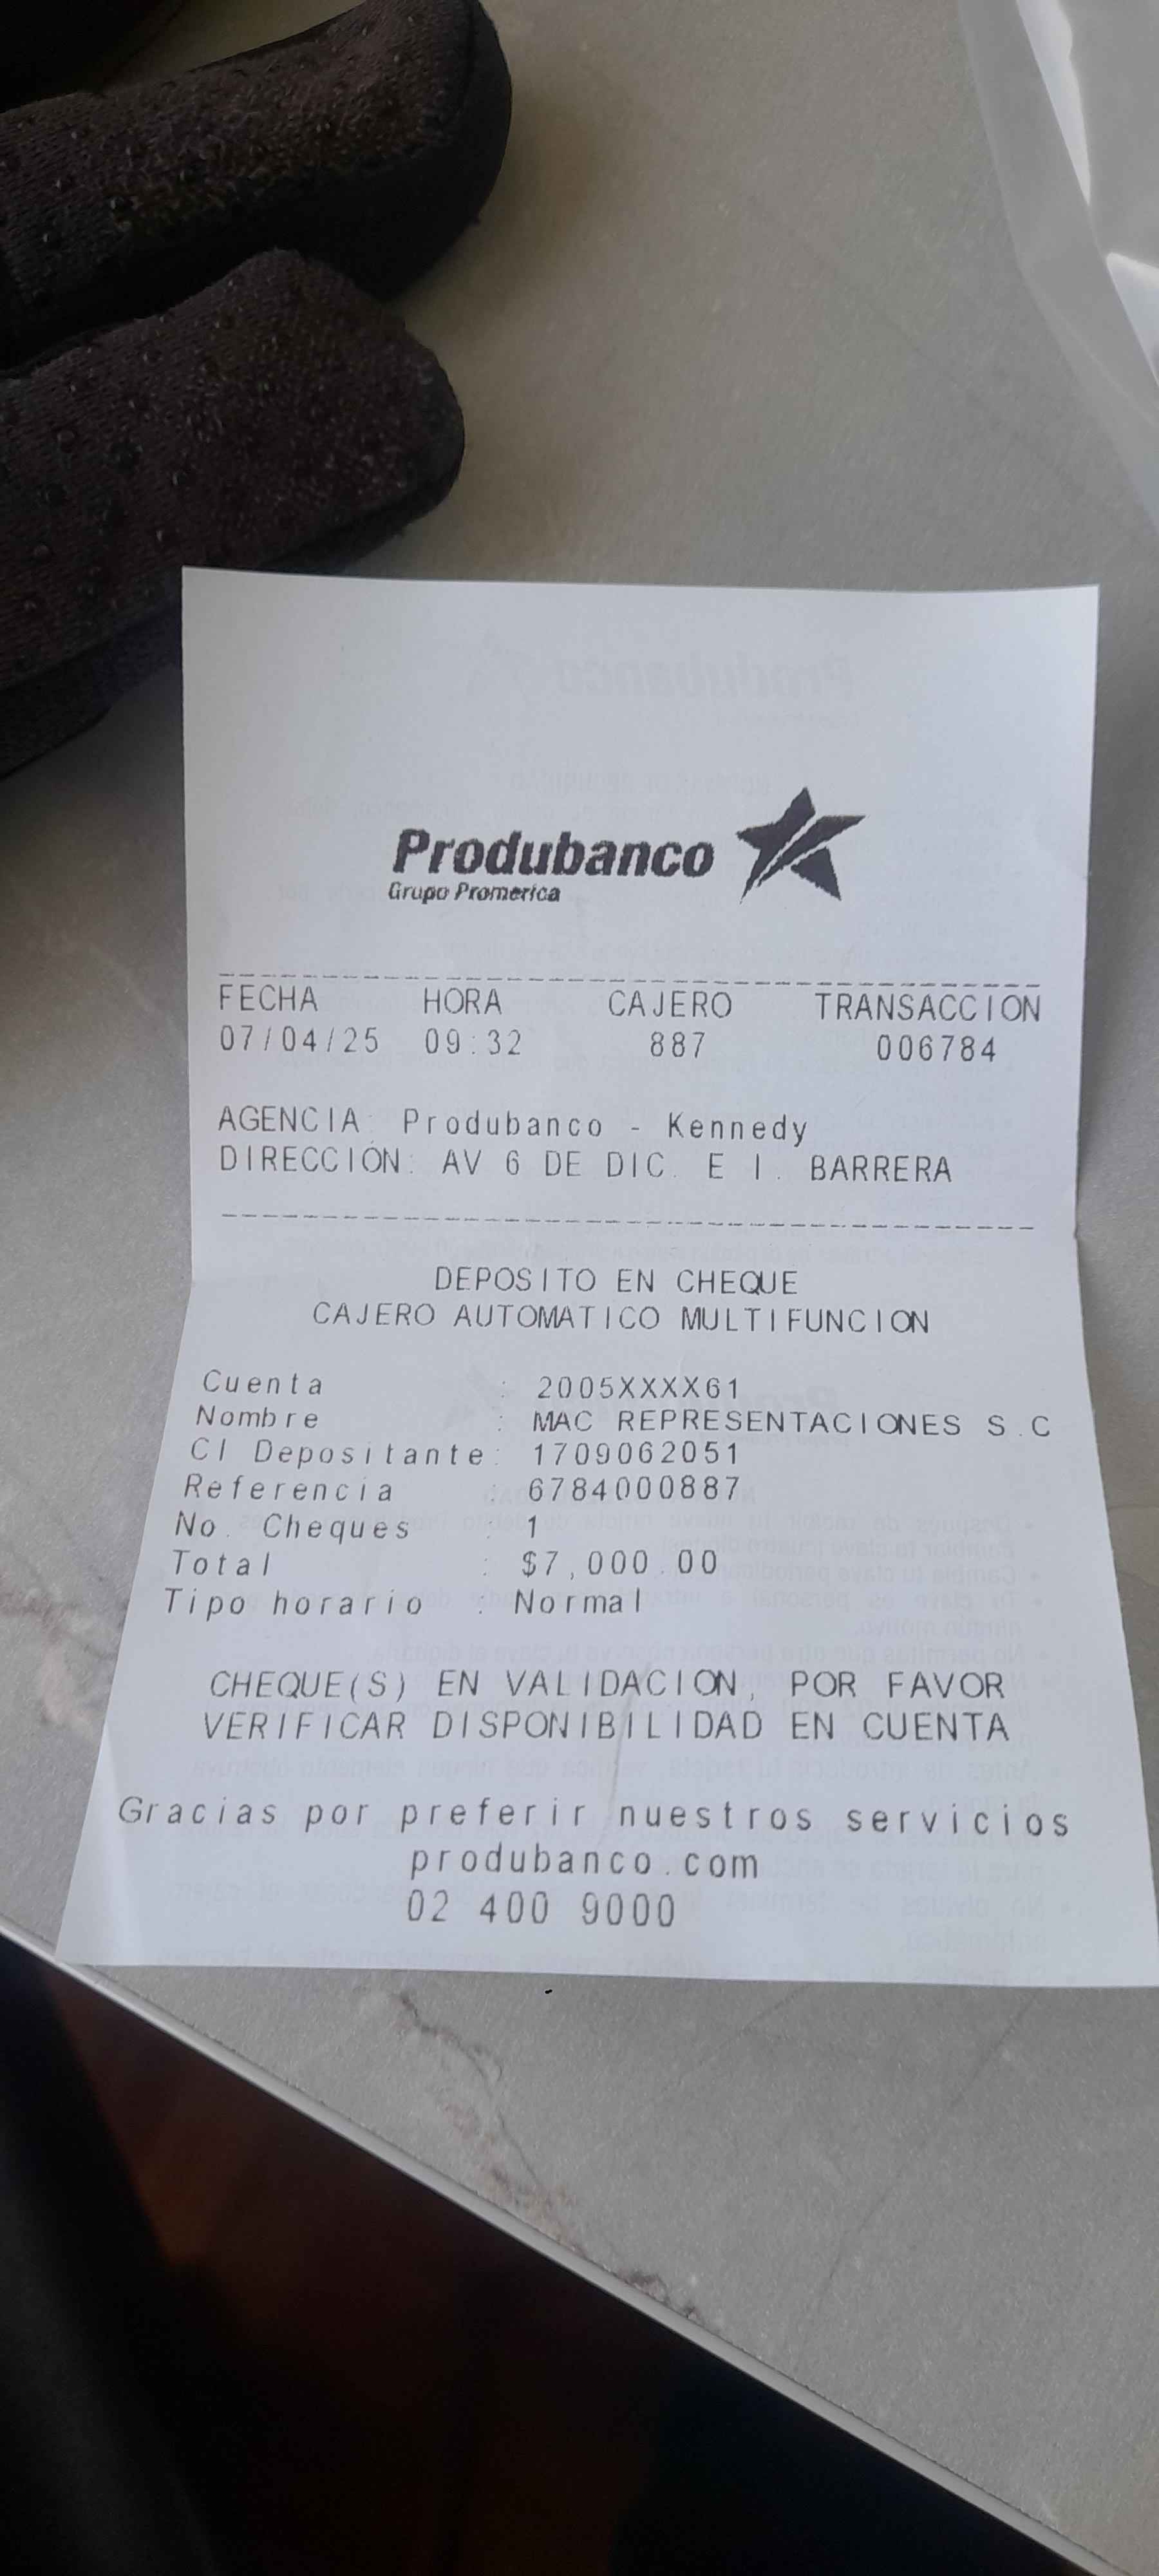 Produbanco
Grupo Promerica
FECHA HORA CAJERO TRANSACCION
07/04/25 09:32 887 006784
AGENCIA: Produbanco - Kennedy
DIRECCIÓN: AV 6 DE DIC. E I. BARRERA
DEPOSITO EN CHEQUE
CAJERO AUTOMATICO MULTIFUNCION
Cuenta : 2005XXXX61
Nombre : MAC REPRESENTACIONES S.C
CI Depositante: 1709062051
Referencia : 6784000887
No. Cheques : 1
Total : $7,000.00
Tipo horario : Normal
CHEQUE(S) EN VALIDACION, POR FAVOR
VERIFICAR DISPONIBILIDAD EN CUENTA
Gracias por preferir nuestros servicios
produbanco.com
02 400 9000